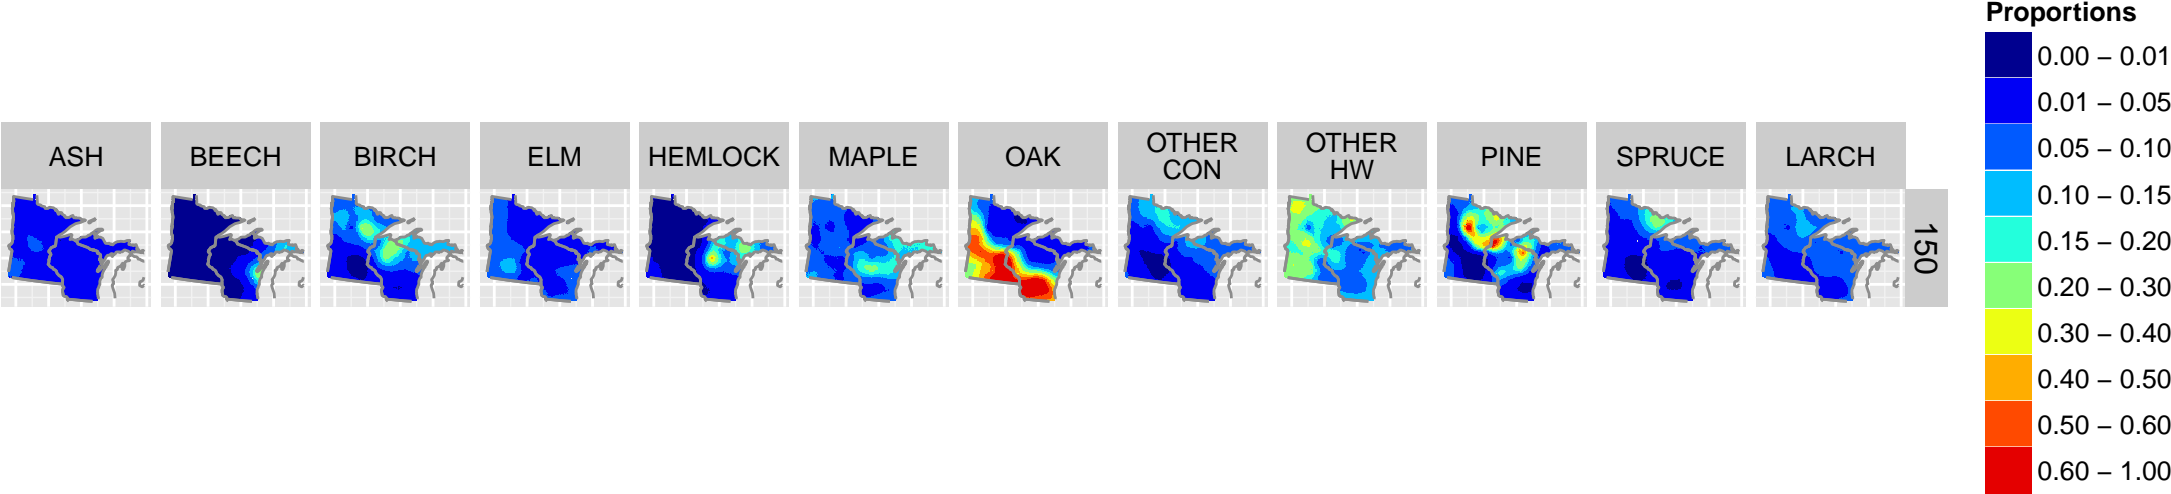 Proportions
0.00 – 0.01
0.01 – 0.05
0.05 – 0.10
0.10 – 0.15
0.15 – 0.20
0.20 – 0.30
0.30 – 0.40
0.40 – 0.50
0.50 – 0.60
0.60 – 1.00
ASH
BEECH
BIRCH
ELM
HEMLOCK
MAPLE
OAK
OTHER
CON
OTHER
HW
PINE
SPRUCE
LARCH
150